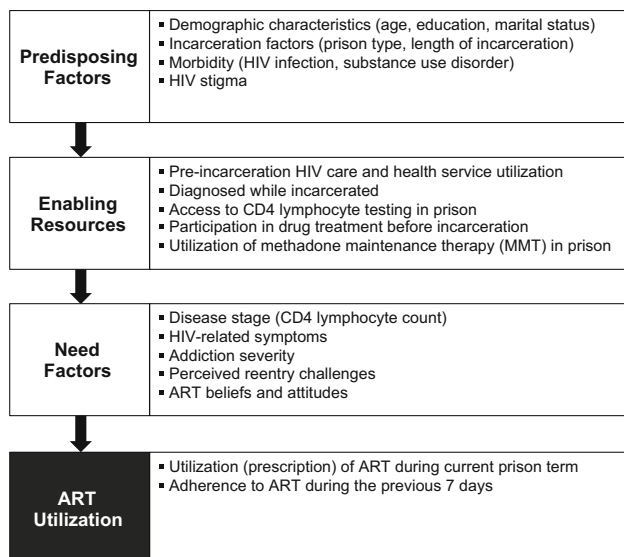 Predisposing
Factors
▪ Demographic characteristics (age, education, marital status)
▪ Incarceration factors (prison type, length of incarceration)
▪ Morbidity (HIV infection, substance use disorder)
▪ HIV stigma
Enabling
Resources
▪ Pre-incarceration HIV care and health service utilization
▪ Diagnosed while incarcerated
▪ Access to CD4 lymphocyte testing in prison
▪ Participation in drug treatment before incarceration
▪ Utilization of methadone maintenance therapy (MMT) in prison
Need
Factors
▪ Disease stage (CD4 lymphocyte count)
▪ HIV-related symptoms
▪ Addiction severity
▪ Perceived reentry challenges
▪ ART beliefs and attitudes
ART
Utilization
▪ Utilization (prescription) of ART during current prison term
▪ Adherence to ART during the previous 7 days